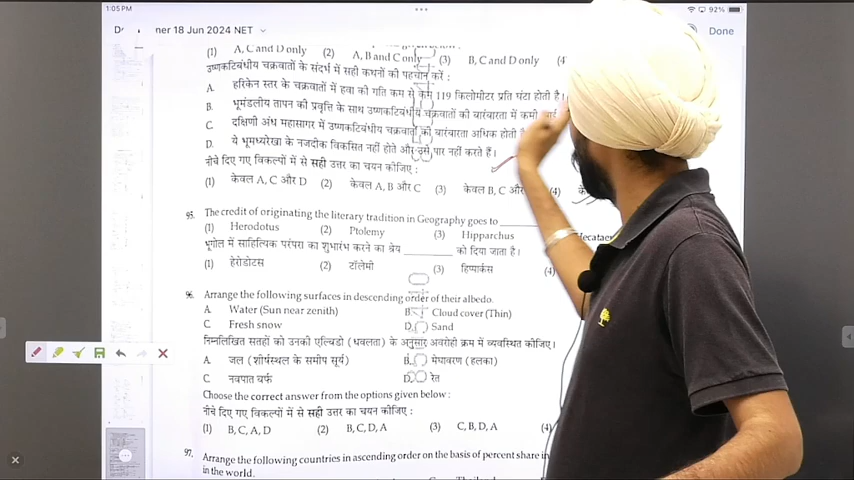 1:05 PM
92%
ner 18 Jun 2024 NET
Done
(1) A, C and D only (2) A, B and C only (3) B, C and D only (4)
उष्णकटिबंधीय चक्रवातों के संदर्भ में सही कथनों की पहचान करें :
A. हरिकेन स्तर के चक्रवातों में हवा की गति कम से कम 119 किलोमीटर प्रति घंटा होती है।
B. भूमंडलीय तापन की प्रवृत्ति के साथ उष्णकटिबंधीय चक्रवातों की बारंबारता में कमी
C. दक्षिणी अंध महासागर में उष्णकटिबंधीय चक्रवातों की बारंबारता अधिक होती
D. ये भूमध्यरेखा के नजदीक विकसित नहीं होते और उसे पार नहीं करते हैं।
नीचे दिए गए विकल्पों में से सही उत्तर का चयन कीजिए :
(1) केवल A, C और D (2) केवल A, B और C (3) केवल B, C और (4)
95. The credit of originating the literary tradition in Geography goes to ________
(1) Herodotus (2) Ptolemy (3) Hipparchus
भूगोल में साहित्यिक परंपरा का शुभारंभ करने का श्रेय ________ को दिया जाता है।
(1) हेरोडोटस (2) टॉलेमी (3) हिप्पार्कस (4)
96. Arrange the following surfaces in descending order of their albedo.
A. Water (Sun near zenith) B. Cloud cover (Thin)
C. Fresh snow D. Sand
निम्नलिखित सतहों को उनकी एल्बिडो (धवलता) के अनुसार अवरोही क्रम में व्यवस्थित कीजिए।
A. जल (शीर्षस्थल के समीप सूर्य) B. मेघावरण (हलका)
C. नवपात बर्फ D. रेत
Choose the correct answer from the options given below :
नीचे दिए गए विकल्पों में से सही उत्तर का चयन कीजिए :
(1) B, C, A, D (2) B, C, D, A (3) C, B, D, A (4)
97. Arrange the following countries in ascending order on the basis of percent share in
in the world.